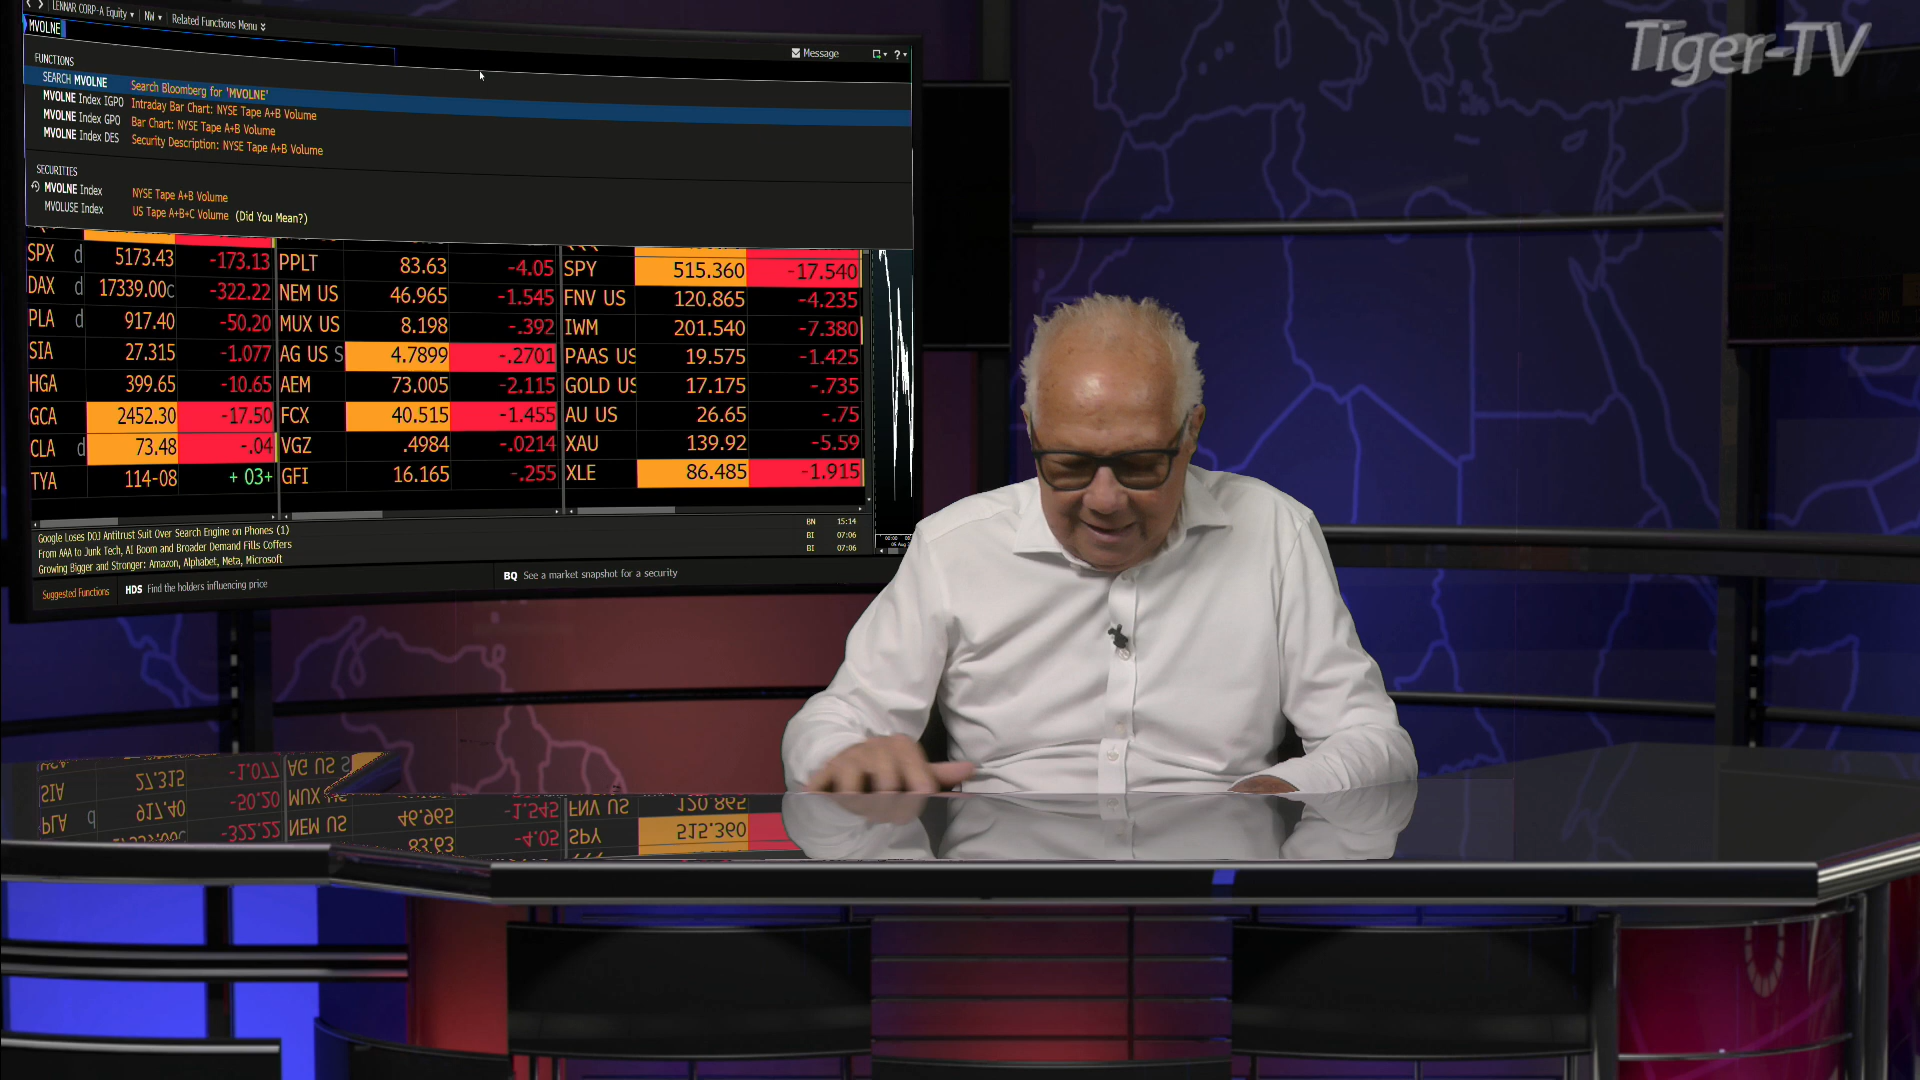 LENNAR CORP-A Equity NW Related Functions Menu
MVOLNE
Message ?
Tiger-TV
FUNCTIONS
SEARCH MVOLNE Search Bloomberg for 'MVOLNE'
MVOLNE Index IGPO Intraday Bar Chart: NYSE Tape A+B Volume
MVOLNE Index GPO Bar Chart: NYSE Tape A+B Volume
MVOLNE Index DES Security Description: NYSE Tape A+B Volume
SECURITIES
MVOLNE Index NYSE Tape A+B Volume
MVOLUSE Index US Tape A+B+C Volume (Did You Mean?)
SPX d 5173.43 -173.13 PPLT 83.63 -4.05 SPY 515.360 -17.540
DAX d 17339.00c -322.22 NEM US 46.965 -1.545 FNV US 120.865 -4.235
PLA d 917.40 -50.20 MUX US 8.198 -.392 IWM 201.540 -7.380
SIA 27.315 -1.077 AG US S 4.7899 -.2701 PAAS US 19.575 -1.425
HGA 399.65 -10.65 AEM 73.005 -2.115 GOLD US 17.175 -.735
GCA 2452.30 -17.50 FCX 40.515 -1.455 AU US 26.65 -.75
CLA d 73.48 -.04 VGZ .4984 -.0214 XAU 139.92 -5.59
TYA 114-08 + 03+ GFI 16.165 -.255 XLE 86.485 -1.915
Google Loses DOJ Antitrust Suit Over Search Engine on Phones (1) BN 15:14
From AAA to Junk Tech, AI Boom and Broader Demand Fills Coffers BI 07:06
Growing Bigger and Stronger: Amazon, Alphabet, Meta, Microsoft BI 07:06
Suggested Functions HDS Find the holders influencing price BQ See a market snapshot for a security